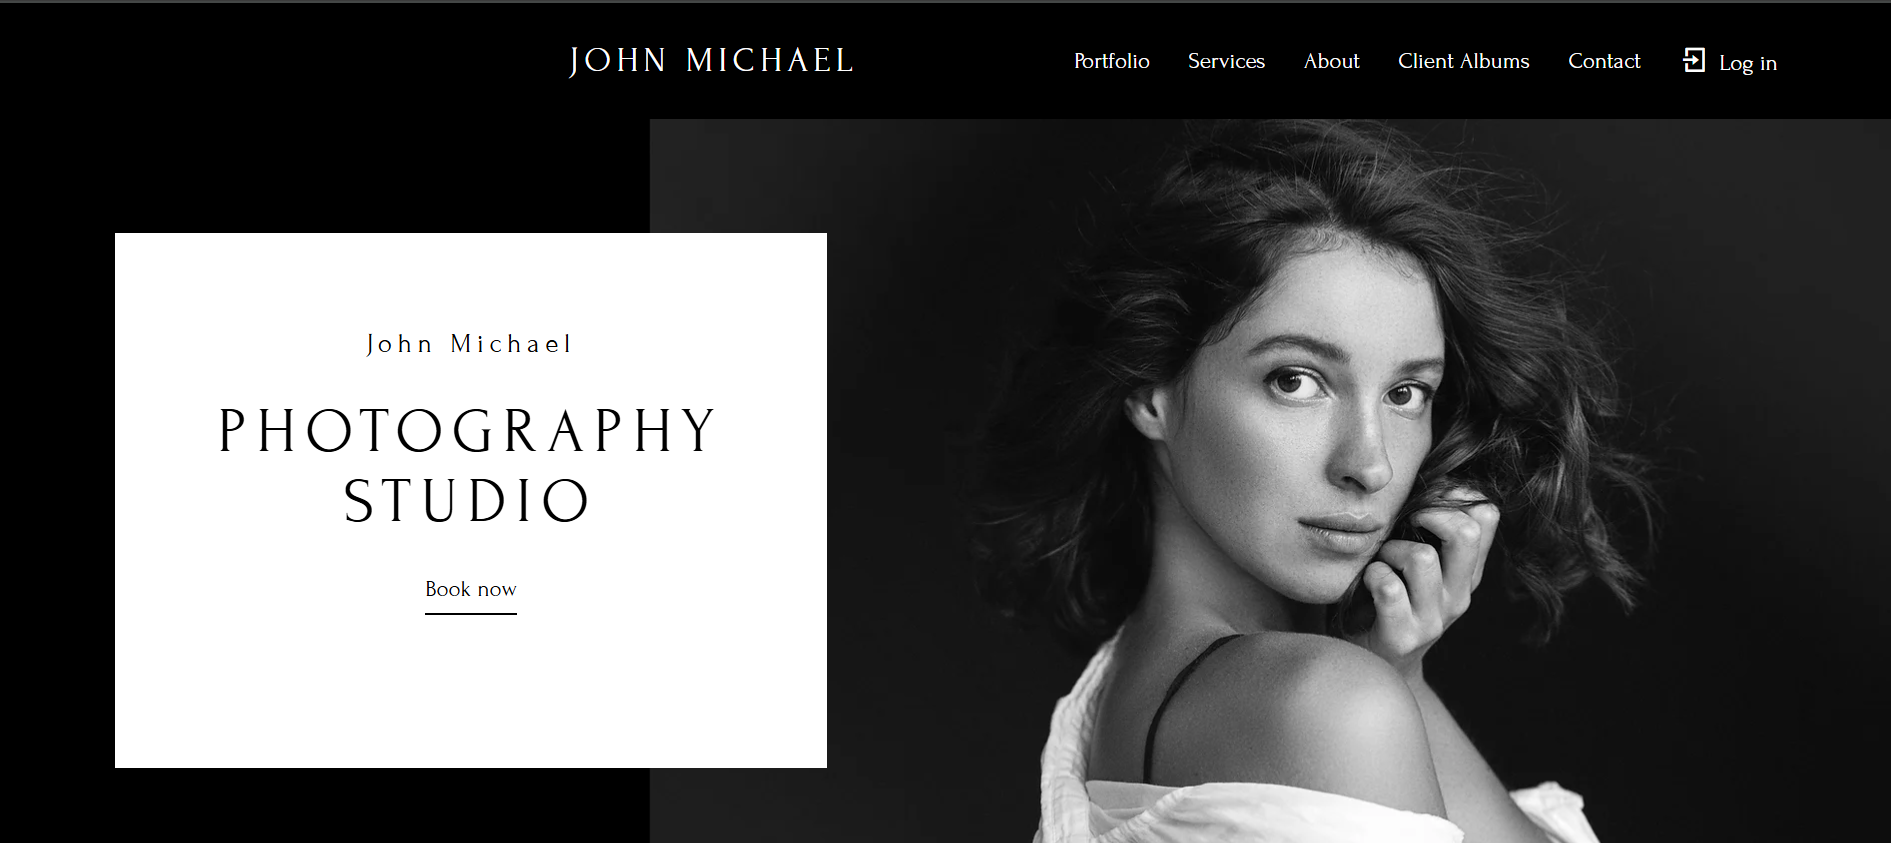 JOHN MICHAEL
Portfolio Services About Client Albums Contact Log in
John Michael
PHOTOGRAPHY
STUDIO
Book now